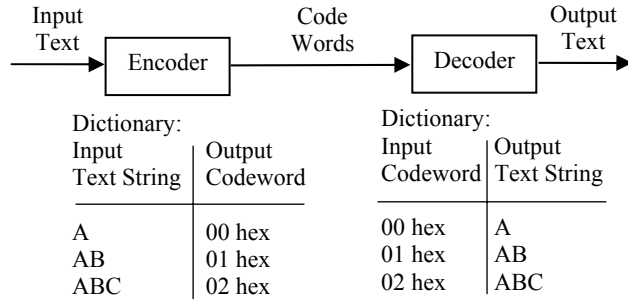 Input
Text
Encoder
Code
Words
Decoder
Output
Text
Dictionary:
Input Output
Text String Codeword
A 00 hex
AB 01 hex
ABC 02 hex
Dictionary:
Input Output
Codeword Text String
00 hex A
01 hex AB
02 hex ABC